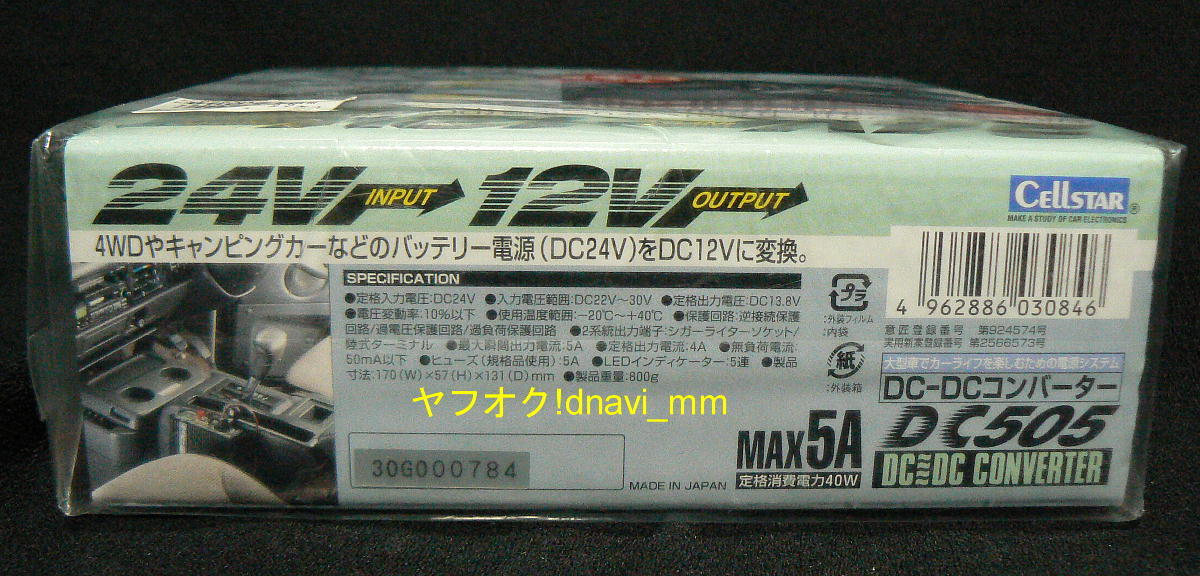 24V INPUT 12V OUTPUT
CELLSTAR®
MAKE A STUDY OF CAR ELECTRONICS
4WDやキャンピングカーなどのバッテリー電源(DC24V)をDC12Vに変換。
SPECIFICATION
●定格入力電圧:DC24V ●入力電圧範囲:DC22V～30V ●定格出力電圧:DC13.8V
●電圧変動率:10%以下 ●使用温度範囲:−20℃～+40℃ ●保護回路:逆接続保護
回路/過電圧保護回路/過負荷保護回路 ●2系統出力端子:シガーライターソケット/
陸式ターミナル ●最大瞬間出力電流:5A ●定格出力電流:4A ●無負荷電流:
50mA以下 ●ヒューズ(規格品使用):5A ●LEDインディケーター:5連 ●製品
寸法:170(W)×57(H)×131(D)mm ●製品重量:800g
プラ
:外装フィルム
内袋
紙
:外装箱
4 962886 030846
意匠登録番号 第924574号
実用新案登録番号 第2566573号
大型車でカーライフを楽しむための電源システム
DC-DCコンバーター
DC505
DC≋DC CONVERTER
ヤフオク!dnavi_mm
30G000784
MADE IN JAPAN
MAX5A
定格消費電力40W